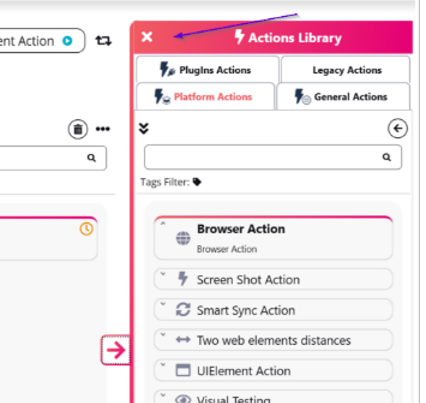 ent Action
Actions Library
PlugIns Actions
Legacy Actions
Platform Actions
General Actions
Tags Filter:
Browser Action
Browser Action
Screen Shot Action
Smart Sync Action
Two web elements distances
UIElement Action
Visual Testing